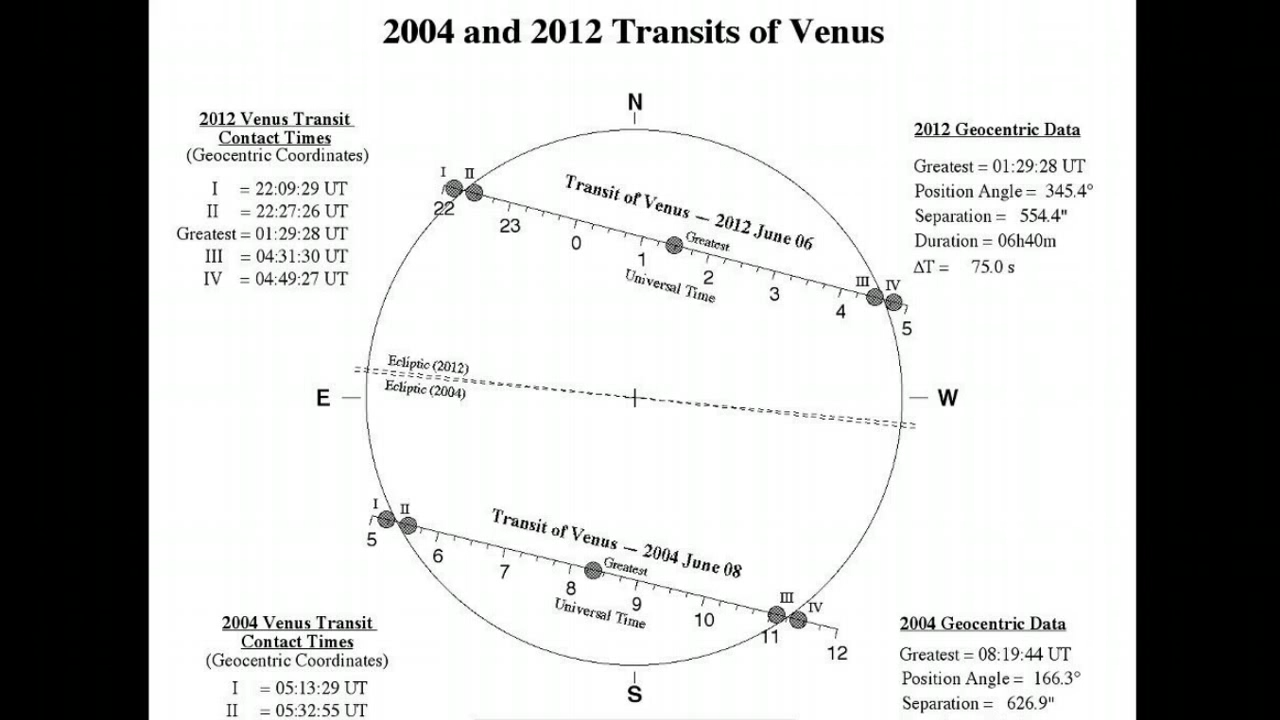 2004 and 2012 Transits of Venus
N
2012 Venus Transit
Contact Times
(Geocentric Coordinates)
I = 22:09:29 UT
II = 22:27:26 UT
Greatest = 01:29:28 UT
III = 04:31:30 UT
IV = 04:49:27 UT
2012 Geocentric Data
Greatest = 01:29:28 UT
Position Angle = 345.4°
Separation = 554.4"
Duration = 06h40m
ΔT = 75.0 s
I II
Transit of Venus — 2012 June 06
Greatest
III IV
22 23 0 1 2 3 4 5
Universal Time
Ecliptic (2012)
Ecliptic (2004)
E
W
I II
Transit of Venus — 2004 June 08
Greatest
III IV
5 6 7 8 9 10 11 12
Universal Time
S
2004 Venus Transit
Contact Times
(Geocentric Coordinates)
I = 05:13:29 UT
II = 05:32:55 UT
2004 Geocentric Data
Greatest = 08:19:44 UT
Position Angle = 166.3°
Separation = 626.9"